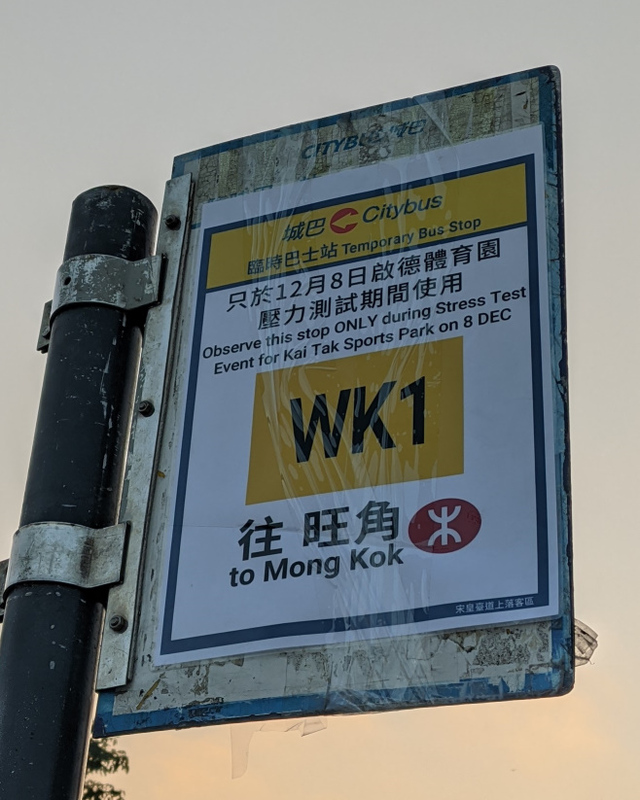 CITYBUS 城巴
城巴 Citybus
臨時巴士站 Temporary Bus Stop
只於12月8日啟德體育園
壓力測試期間使用
Observe this stop ONLY during Stress Test
Event for Kai Tak Sports Park on 8 DEC
WK1
往 旺角
to Mong Kok
宋皇臺道上落客區